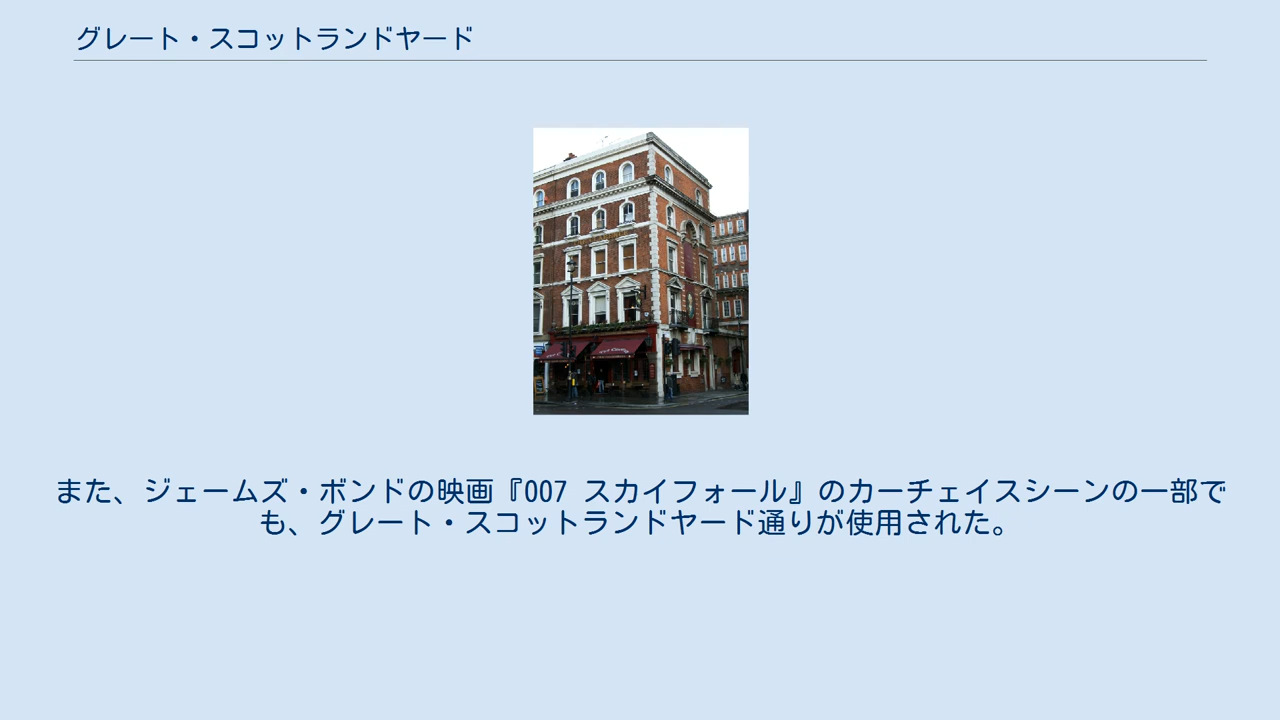 グレート・スコットランドヤード
また、ジェームズ・ボンドの映画『007 スカイフォール』のカーチェイスシーンの一部で
も、グレート・スコットランドヤード通りが使用された。